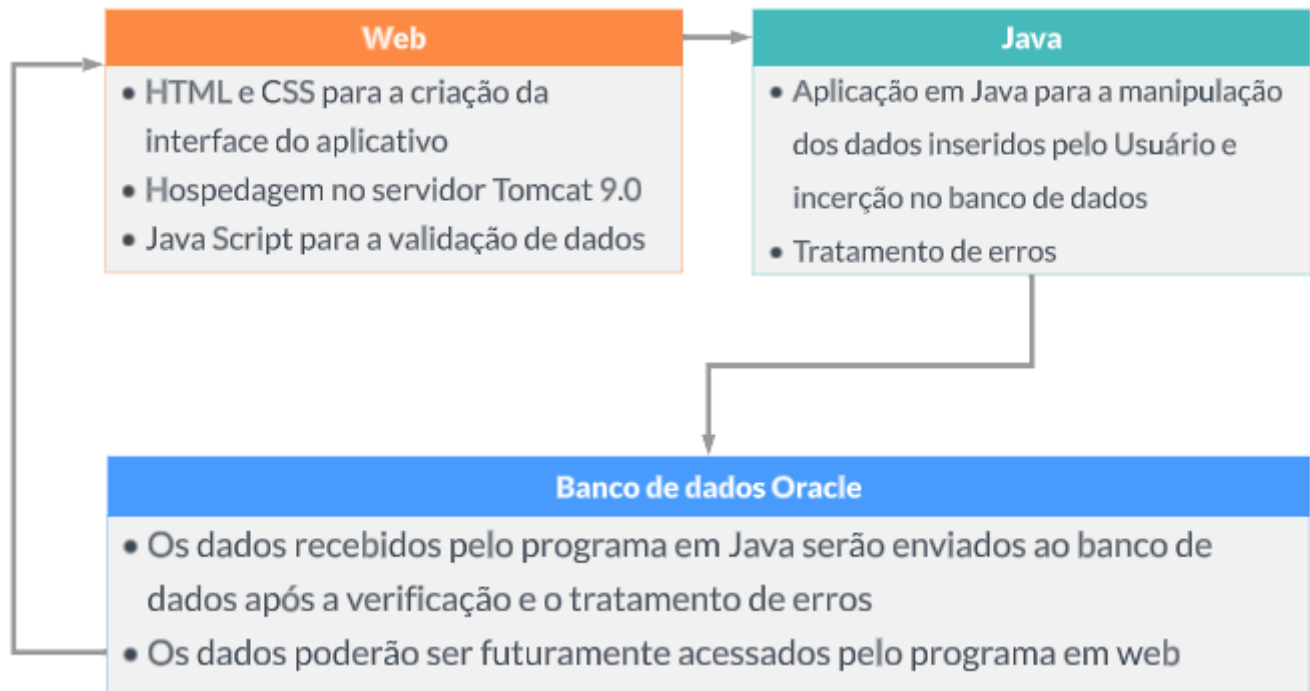 Web
• HTML e CSS para a criação da
interface do aplicativo
• Hospedagem no servidor Tomcat 9.0
• Java Script para a validação de dados
Java
• Aplicação em Java para a manipulação
dos dados inseridos pelo Usuário e
incerção no banco de dados
• Tratamento de erros
Banco de dados Oracle
• Os dados recebidos pelo programa em Java serão enviados ao banco de
dados após a verificação e o tratamento de erros
• Os dados poderão ser futuramente acessados pelo programa em web